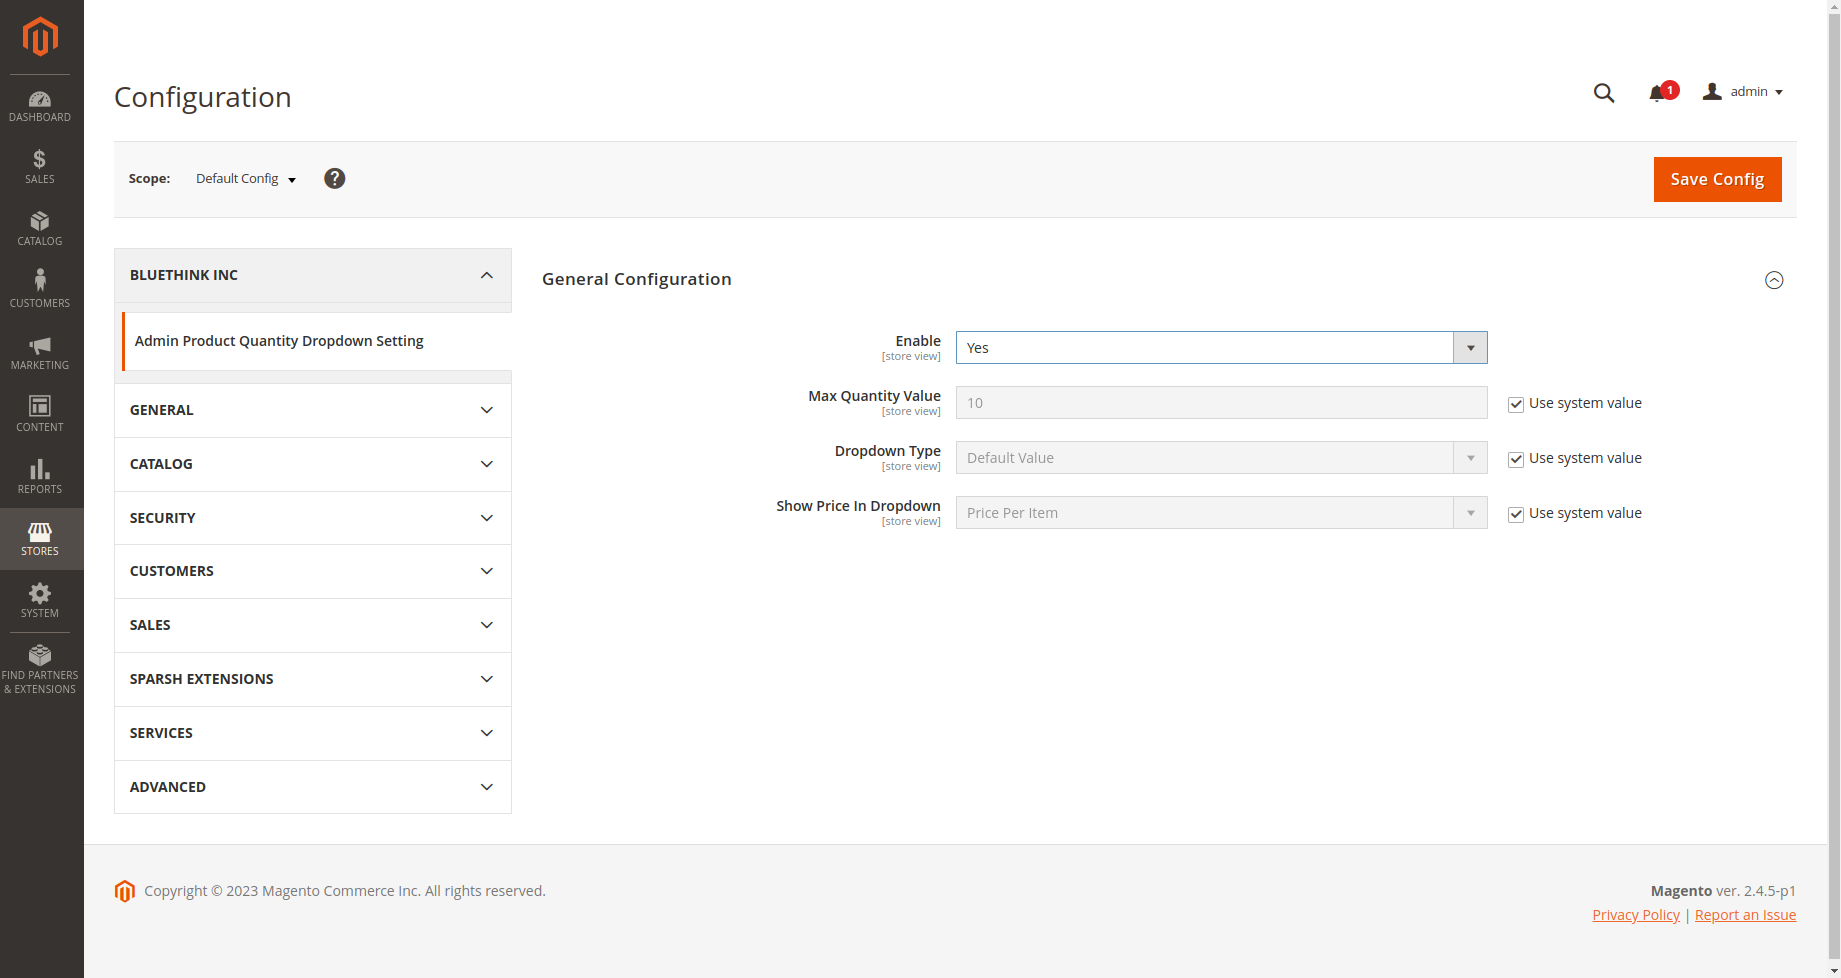 DASHBOARD
SALES
CATALOG
CUSTOMERS
MARKETING
CONTENT
REPORTS
STORES
SYSTEM
FIND PARTNERS
& EXTENSIONS
Configuration
1
admin
Scope:
Default Config
?
Save Config
BLUETHINK INC
Admin Product Quantity Dropdown Setting
GENERAL
CATALOG
SECURITY
CUSTOMERS
SALES
SPARSH EXTENSIONS
SERVICES
ADVANCED
General Configuration
Enable
[store view]
Yes
Max Quantity Value
[store view]
10
Use system value
Dropdown Type
[store view]
Default Value
Use system value
Show Price In Dropdown
[store view]
Price Per Item
Use system value
Copyright © 2023 Magento Commerce Inc. All rights reserved.
Magento ver. 2.4.5-p1
Privacy Policy | Report an Issue